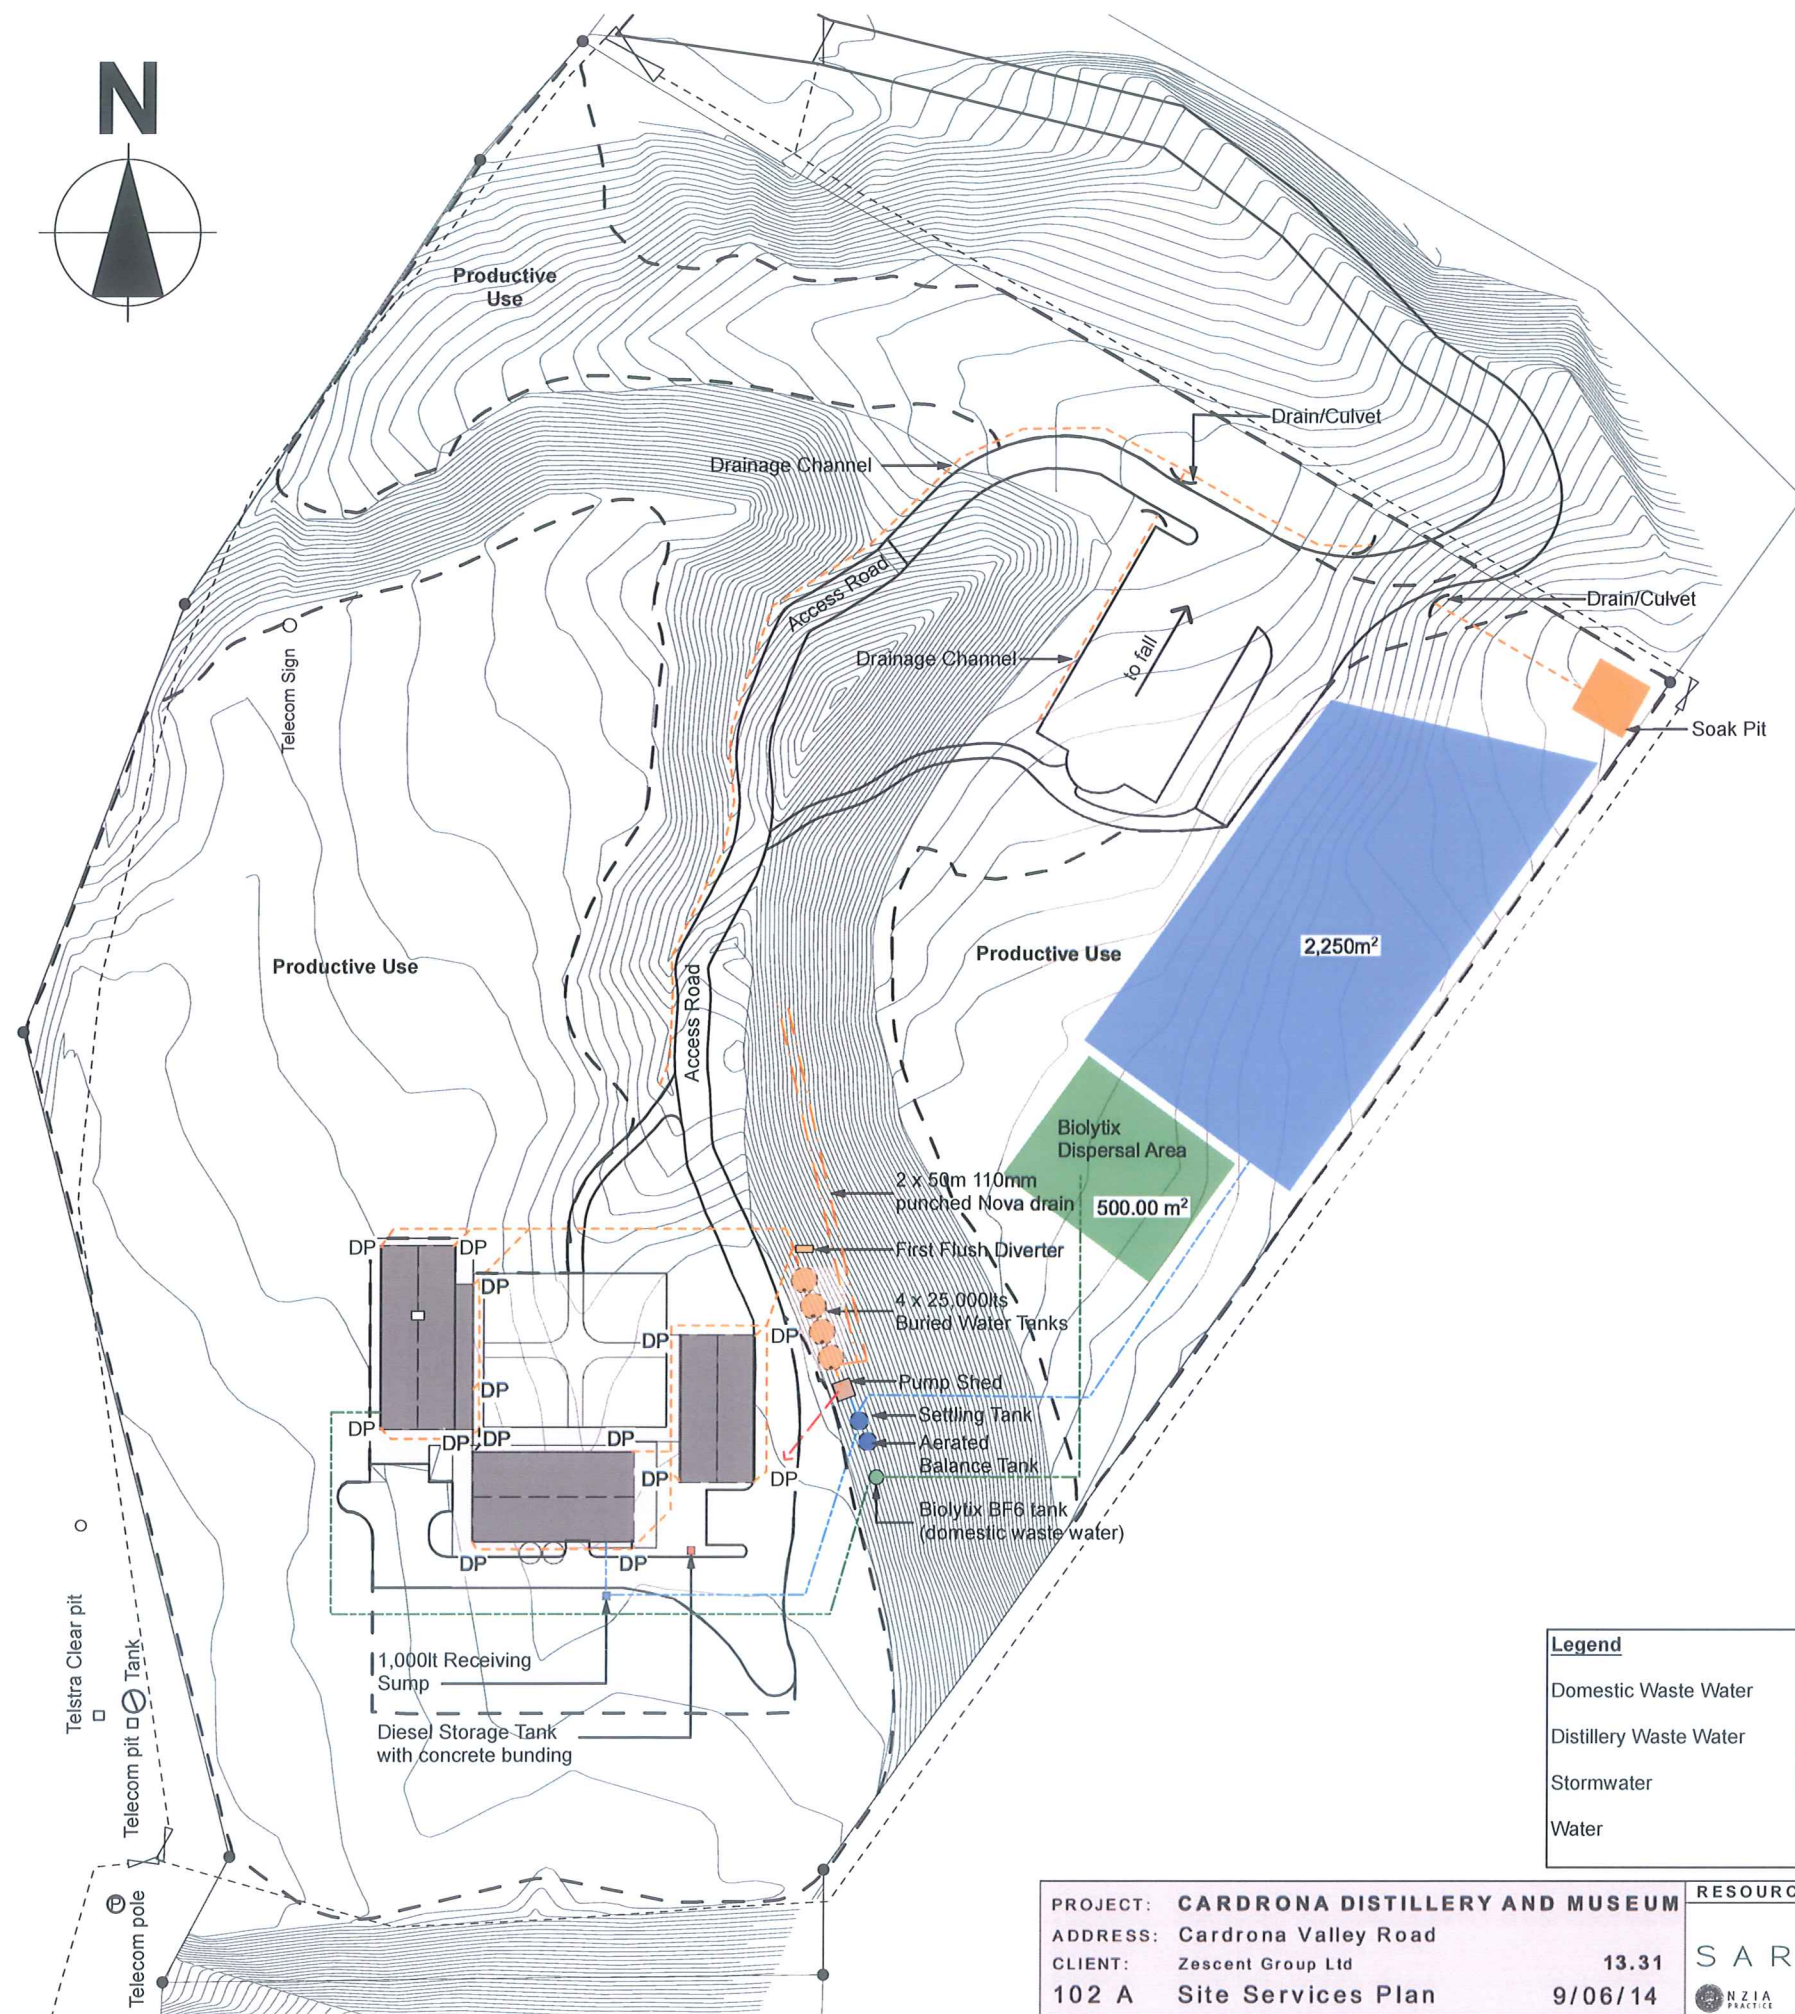 N
Productive
Use
Drain/Culvet
Drainage Channel
Access Road
Drain/Culvet
Drainage Channel
to fall
Telecom Sign
Soak Pit
2,250m²
Productive Use
Productive Use
Access Road
Biolytix
Dispersal Area
2 x 50m 110mm
punched Nova drain
500.00 m²
DP
DP
First Flush Diverter
DP
4 x 25,000lts
Buried Water Tanks
DP
DP
Pump Shed
DP
Settling Tank
DP
DP
DP
DP
Aerated
Balance Tank
DP
DP
Biolytix BF6 tank
(domestic waste water)
DP
DP
Telstra Clear pit
Telecom pit
Tank
1,000lt Receiving
Sump
Diesel Storage Tank
with concrete bunding
Legend
Domestic Waste Water
Distillery Waste Water
Stormwater
Water
P
Telecom pole
PROJECT: CARDRONA DISTILLERY AND MUSEUM
ADDRESS: Cardrona Valley Road
CLIENT: Zescent Group Ltd 13.31
102 A Site Services Plan 9/06/14
RESOURC
SAR
NZIA
PRACTICE